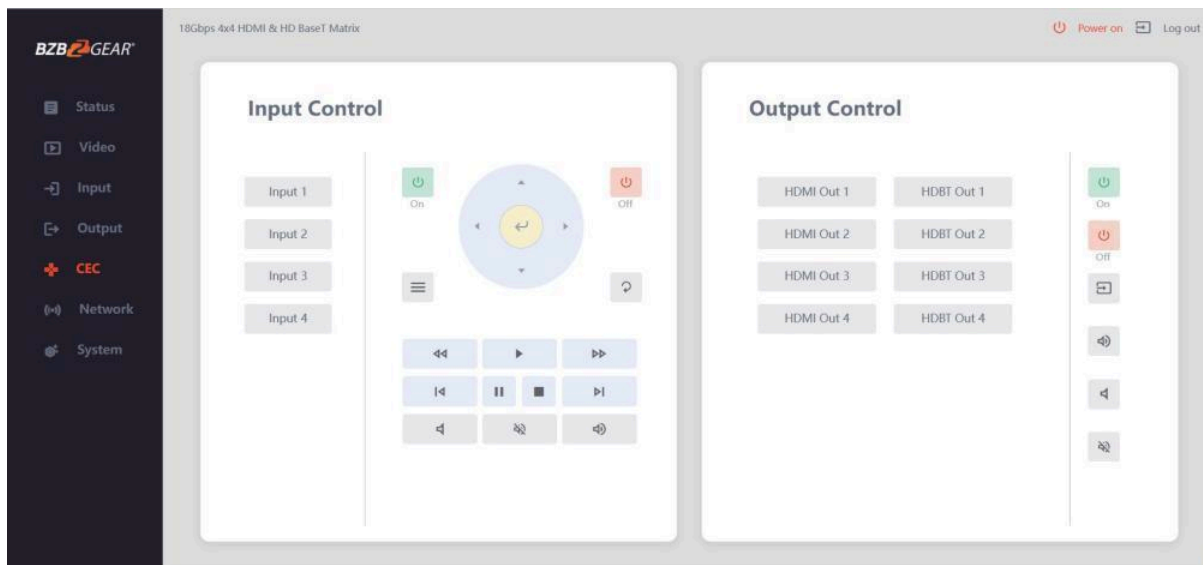 18Gbps 4x4 HDMI & HD BaseT Matrix
Power on
Log out
BZBGEAR®
Status
Video
Input
Output
CEC
Network
System
Input Control
Input 1
Input 2
Input 3
Input 4
On
Off
Output Control
HDMI Out 1
HDBT Out 1
HDMI Out 2
HDBT Out 2
HDMI Out 3
HDBT Out 3
HDMI Out 4
HDBT Out 4
On
Off